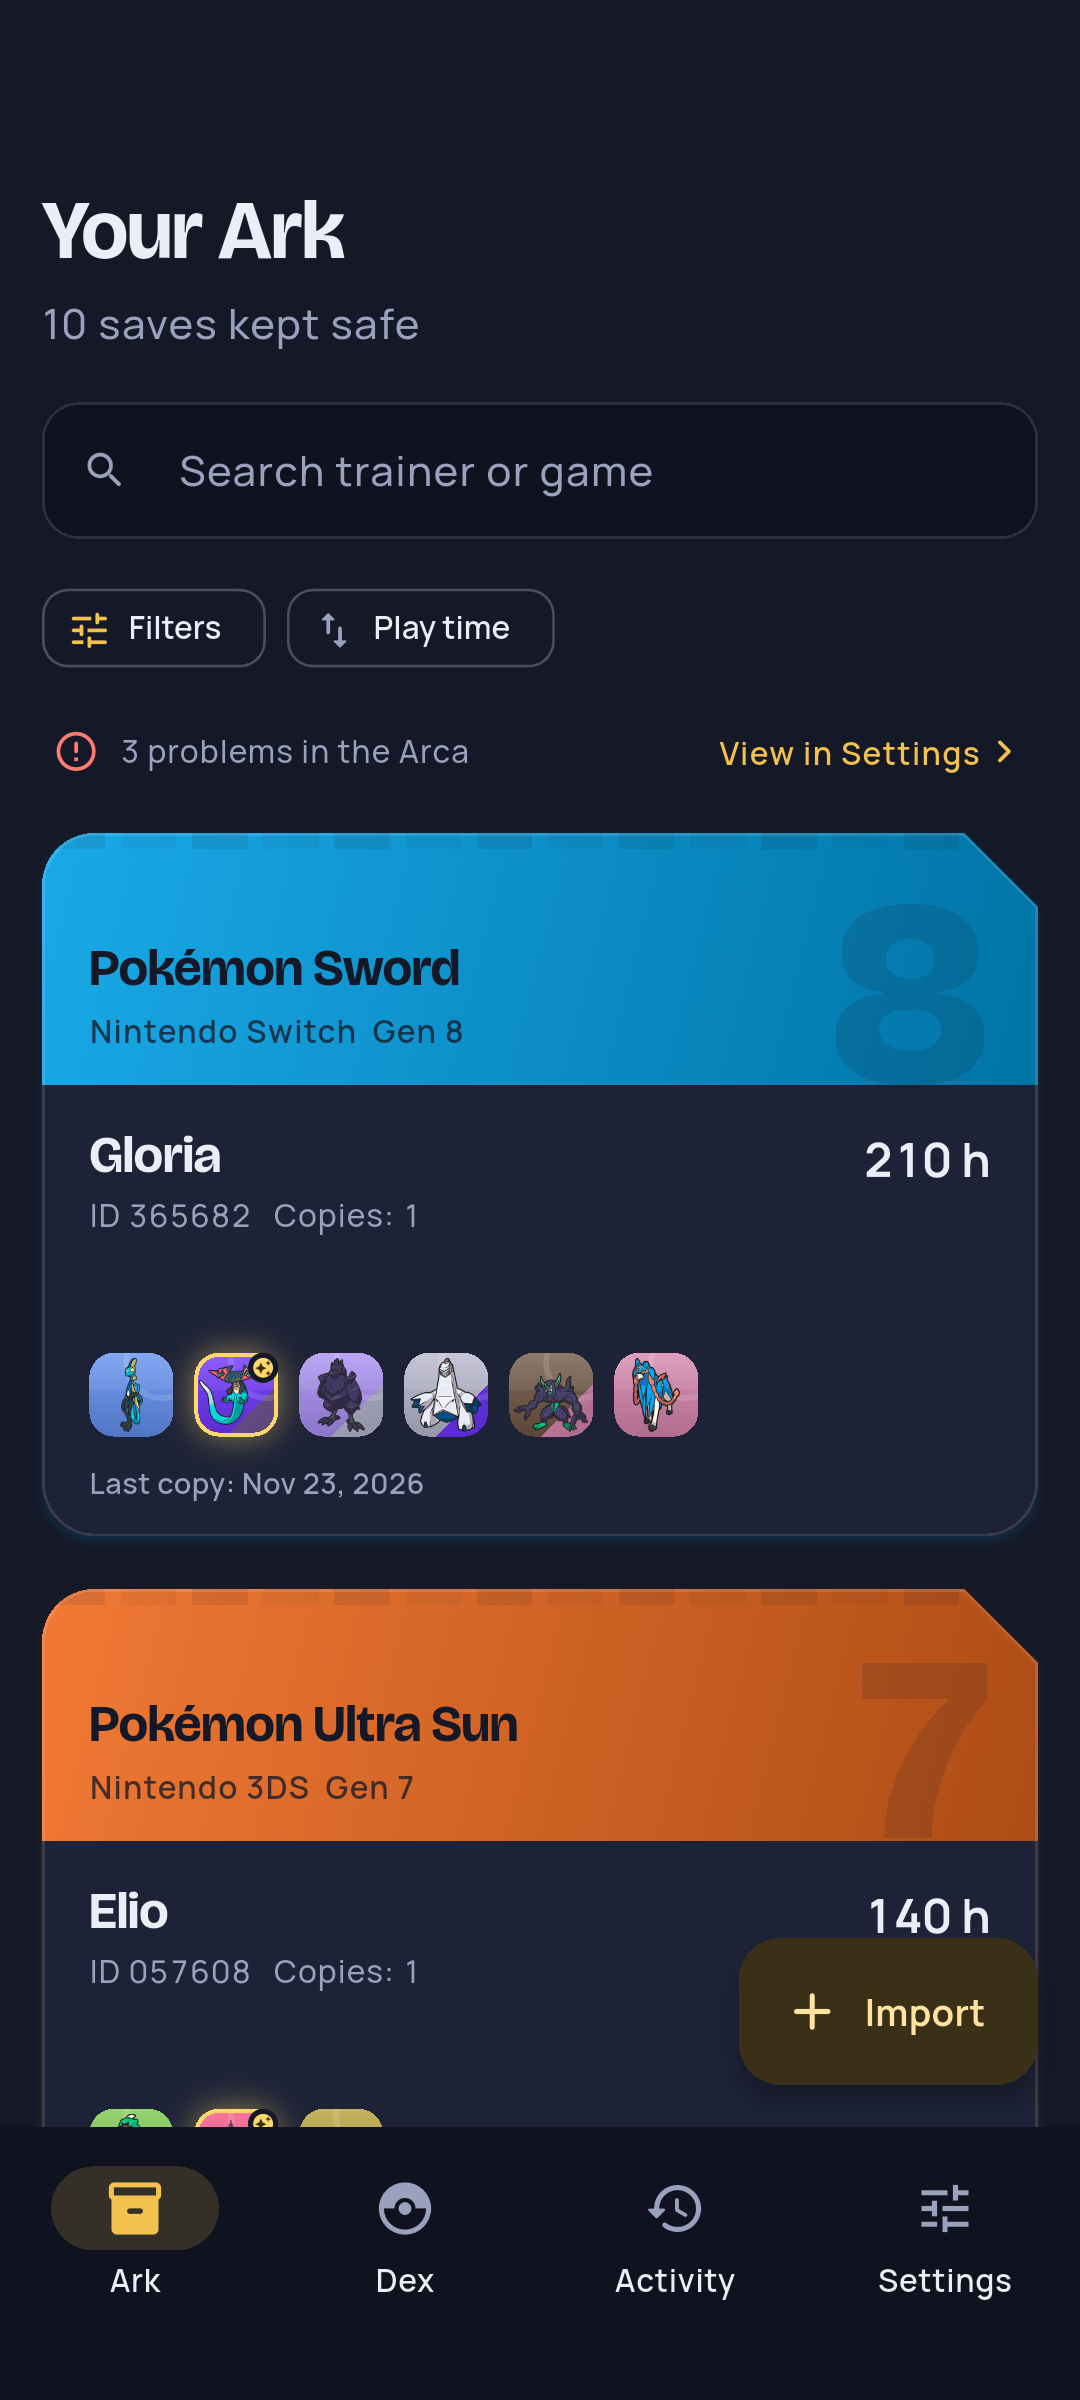 Your Ark
10 saves kept safe
Search trainer or game
Filters
Play time
3 problems in the Arca
View in Settings
8
Pokémon Sword
Nintendo Switch Gen 8
Gloria
210 h
ID 365682 Copies: 1
Last copy: Nov 23, 2026
7
Pokémon Ultra Sun
Nintendo 3DS Gen 7
Elio
140 h
ID 057608 Copies: 1
Import
Ark
Dex
Activity
Settings